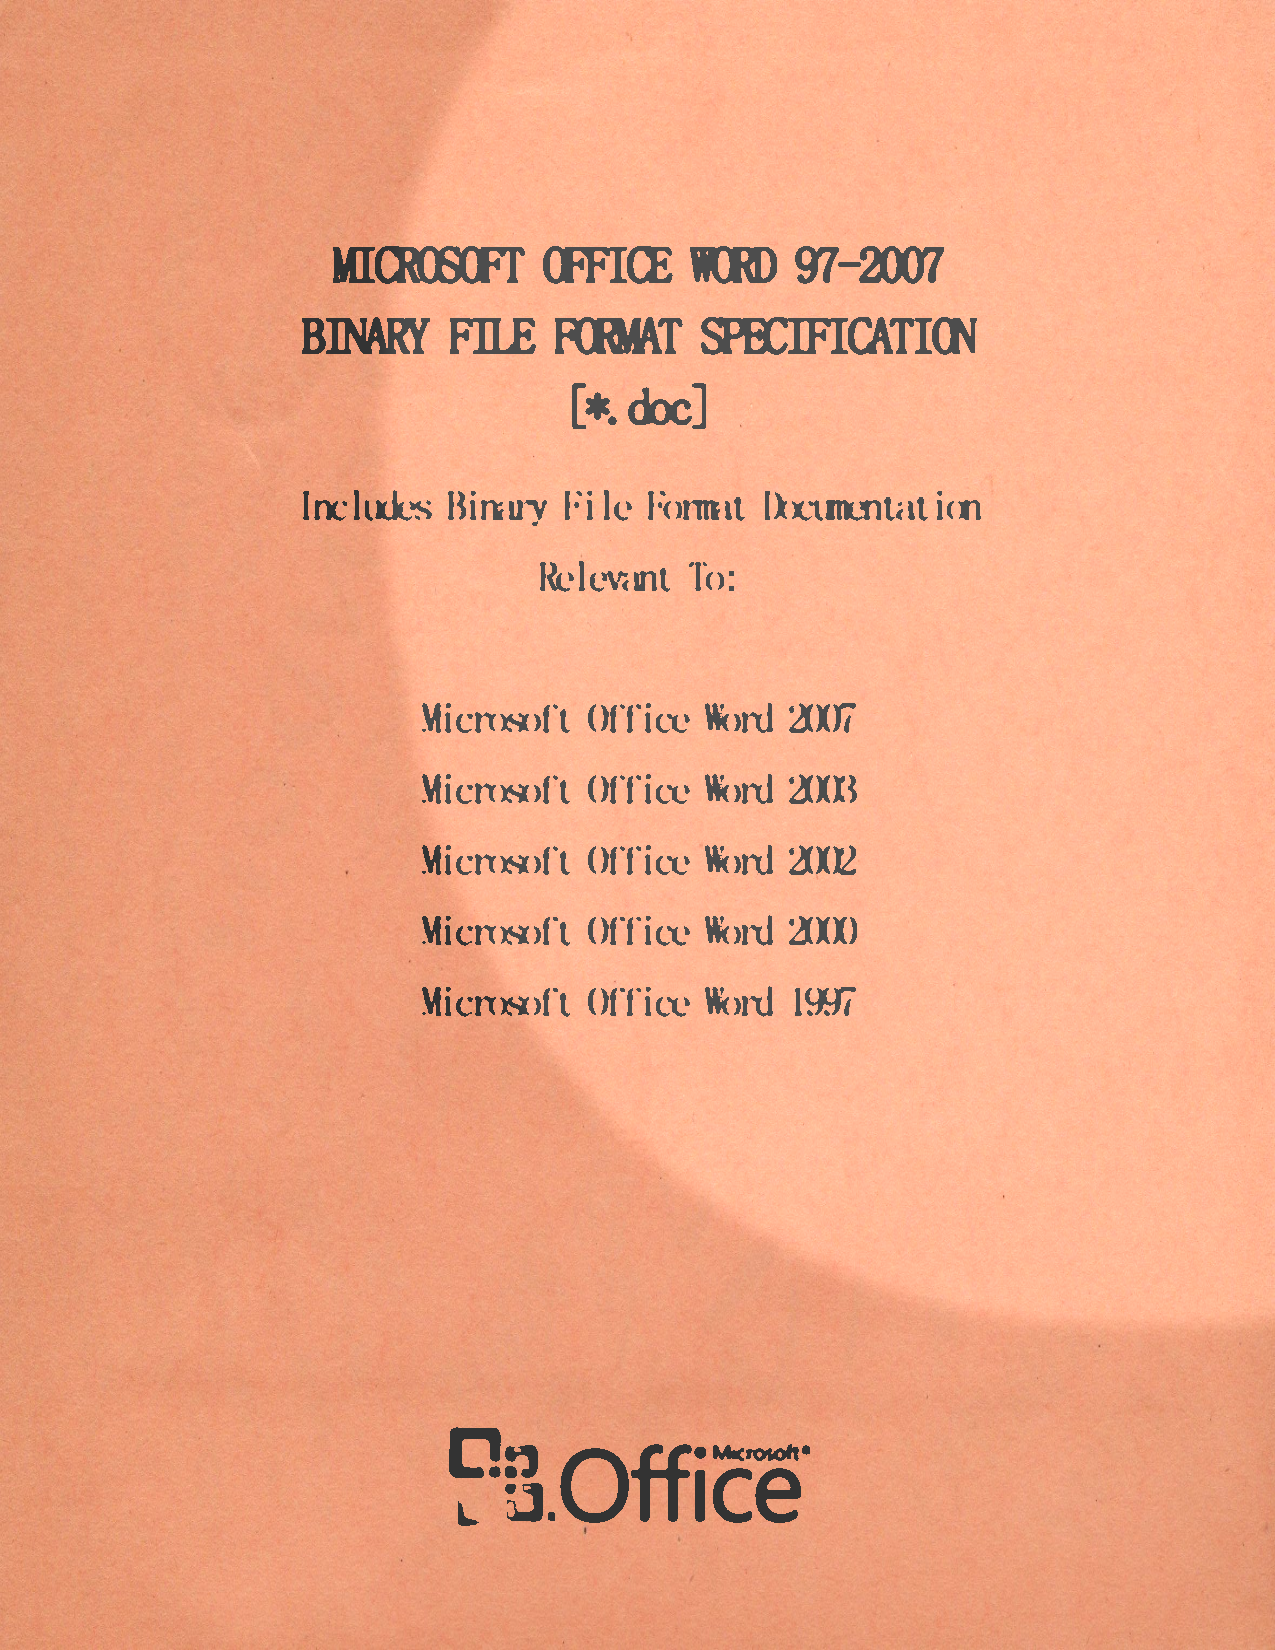 MICROSOFT OFFICE WORD 97-2007
BINARY FILE FORMAT SPECIFICATION
[*.doc]
Includes Binary File Format Documentation
Relevant To:
Microsoft Office Word 2007
Microsoft Office Word 2003
Microsoft Office Word 2002
Microsoft Office Word 2000
Microsoft Office Word 1997
Microsoft®
Office